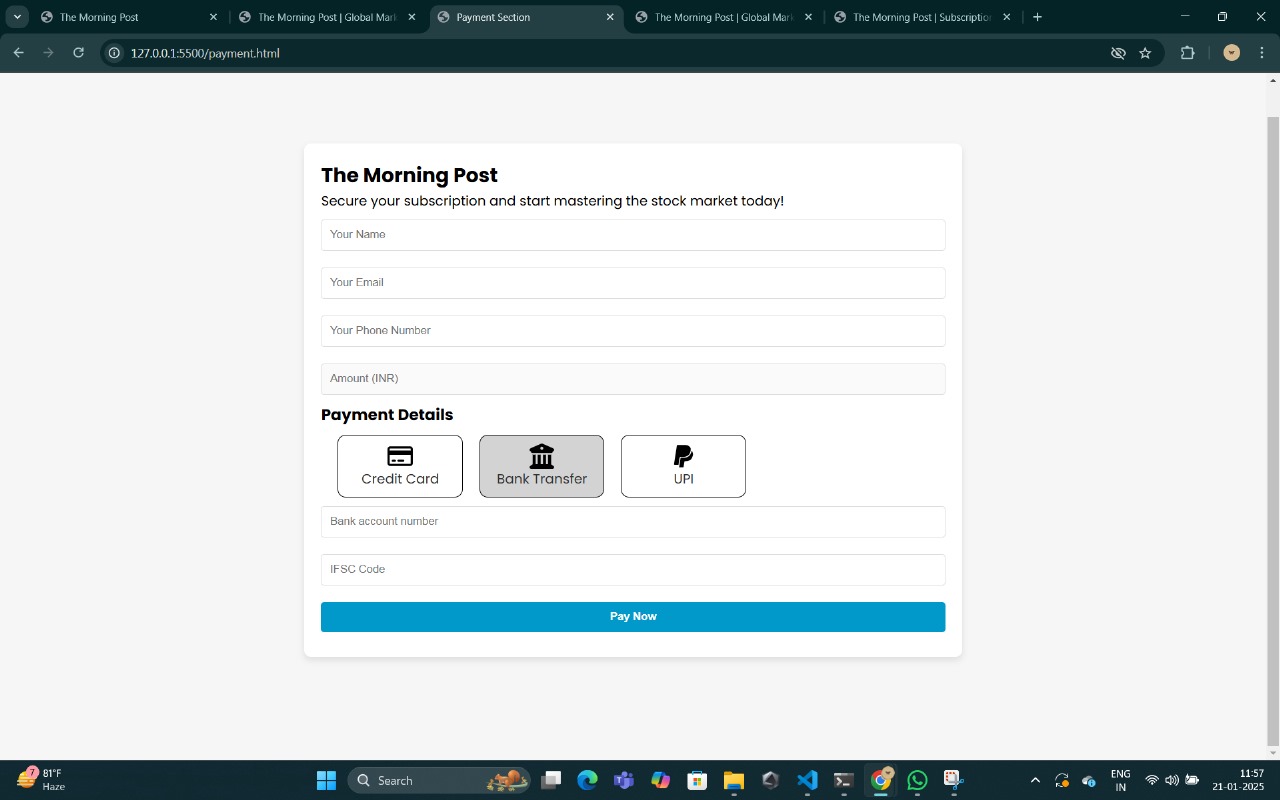 The Morning Post
The Morning Post | Global Mark
Payment Section
The Morning Post | Global Mark
The Morning Post | Subscription
127.0.0.1:5500/payment.html
The Morning Post
Secure your subscription and start mastering the stock market today!
Your Name
Your Email
Your Phone Number
Amount (INR)
Payment Details
Credit Card
Bank Transfer
UPI
Bank account number
IFSC Code
Pay Now
7
81°F
Haze
Search
ENG
IN
11:57
21-01-2025